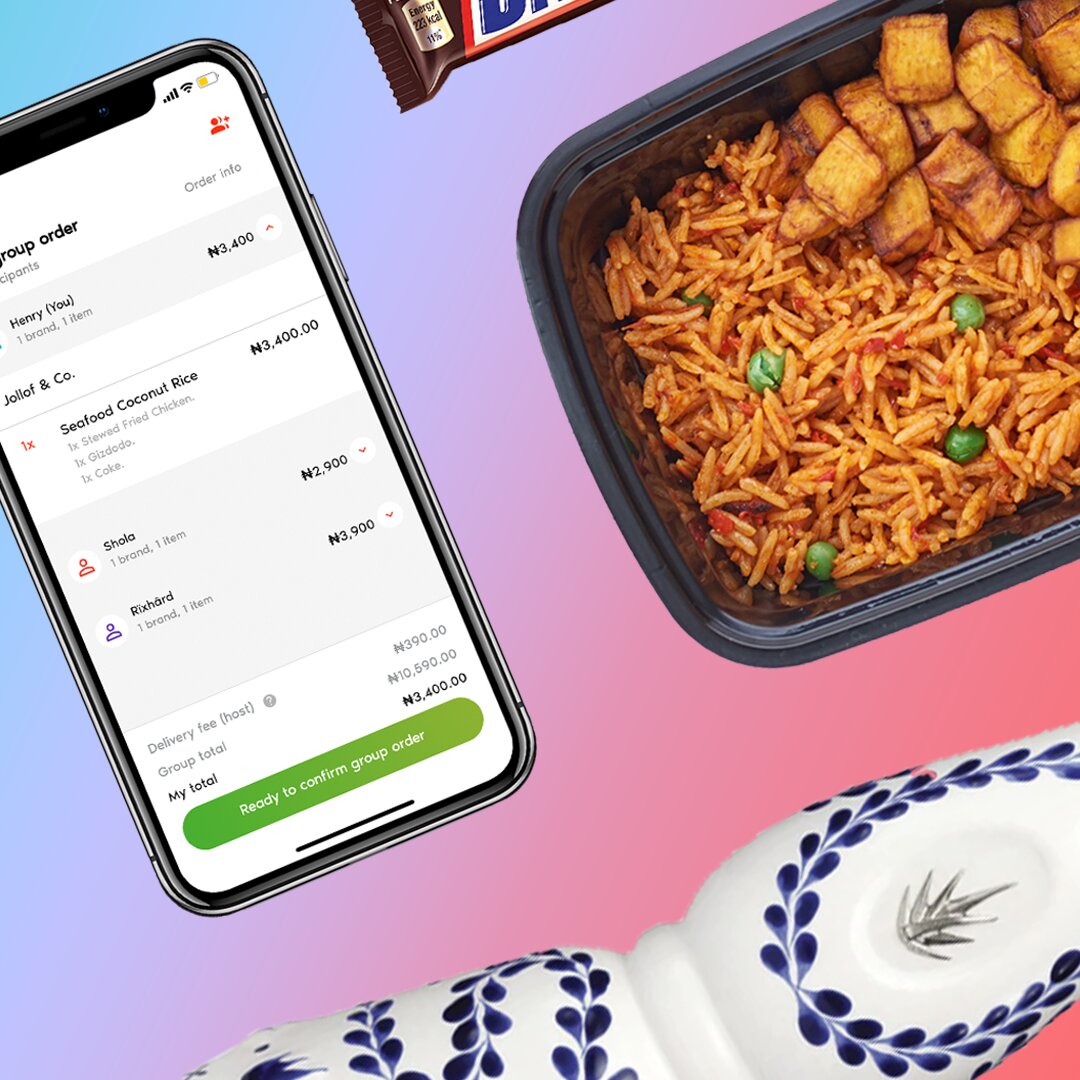 Energy
223 kcal
11%
Order info
group order
cipants
Henry (You)
1 brand, 1 item
₦3,400
Jollof & Co.
1x
Seafood Coconut Rice
₦3,400.00
1x Stewed Fried Chicken.
1x Gizdodo.
1x Coke.
Shola
1 brand, 1 item
₦2,900
Rïxhård
1 brand, 1 item
₦3,900
Delivery fee (host) ?
₦390.00
Group total
₦10,590.00
My total
₦3,400.00
Ready to confirm group order